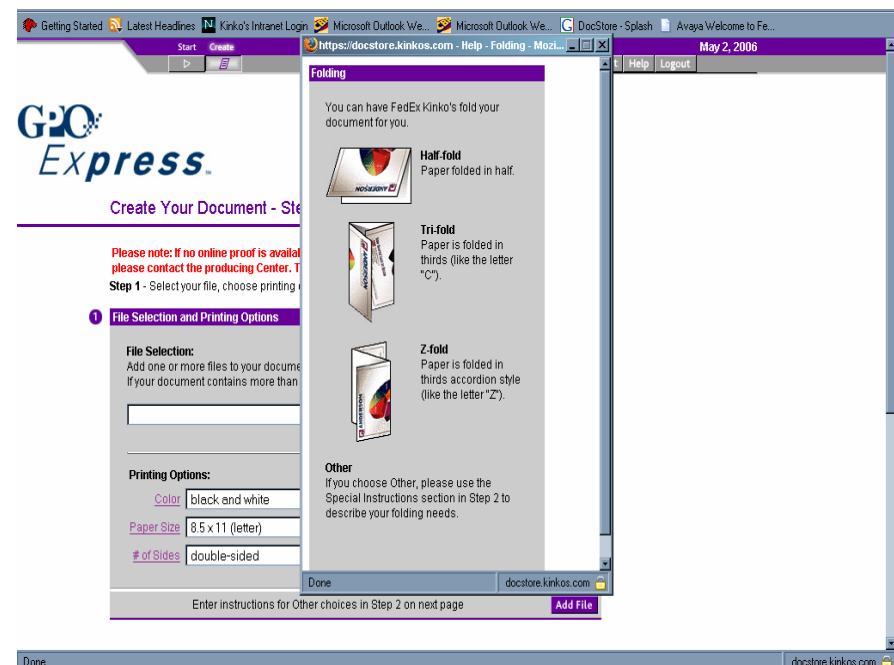 Getting Started Latest Headlines Kinko's Intranet Login Microsoft Outlook We... Microsoft Outlook We... DocStore - Splash Avaya Welcome to Fe...
Start Create
May 2, 2006
Help Logout
GPO
Express
Create Your Document - Ste
Please note: If no online proof is availal
please contact the producing Center. T
Step 1 - Select your file, choose printing
1 File Selection and Printing Options
File Selection:
Add one or more files to your docume
If your document contains more than
Printing Options:
Color black and white
Paper Size 8.5 x 11 (letter)
# of Sides double-sided
Enter instructions for Other choices in Step 2 on next page Add File
https://docstore.kinkos.com - Help - Folding - Mozi...
Folding
You can have FedEx Kinko's fold your
document for you.
Half-fold
Paper folded in half.
ANDERSON
Tri-fold
Paper is folded in
thirds (like the letter
"C").
Z-fold
Paper is folded in
thirds accordion style
(like the letter "Z").
ANDERSON
Other
If you choose Other, please use the
Special Instructions section in Step 2 to
describe your folding needs.
Done docstore.kinkos.com
Done docstore.kinkos.com